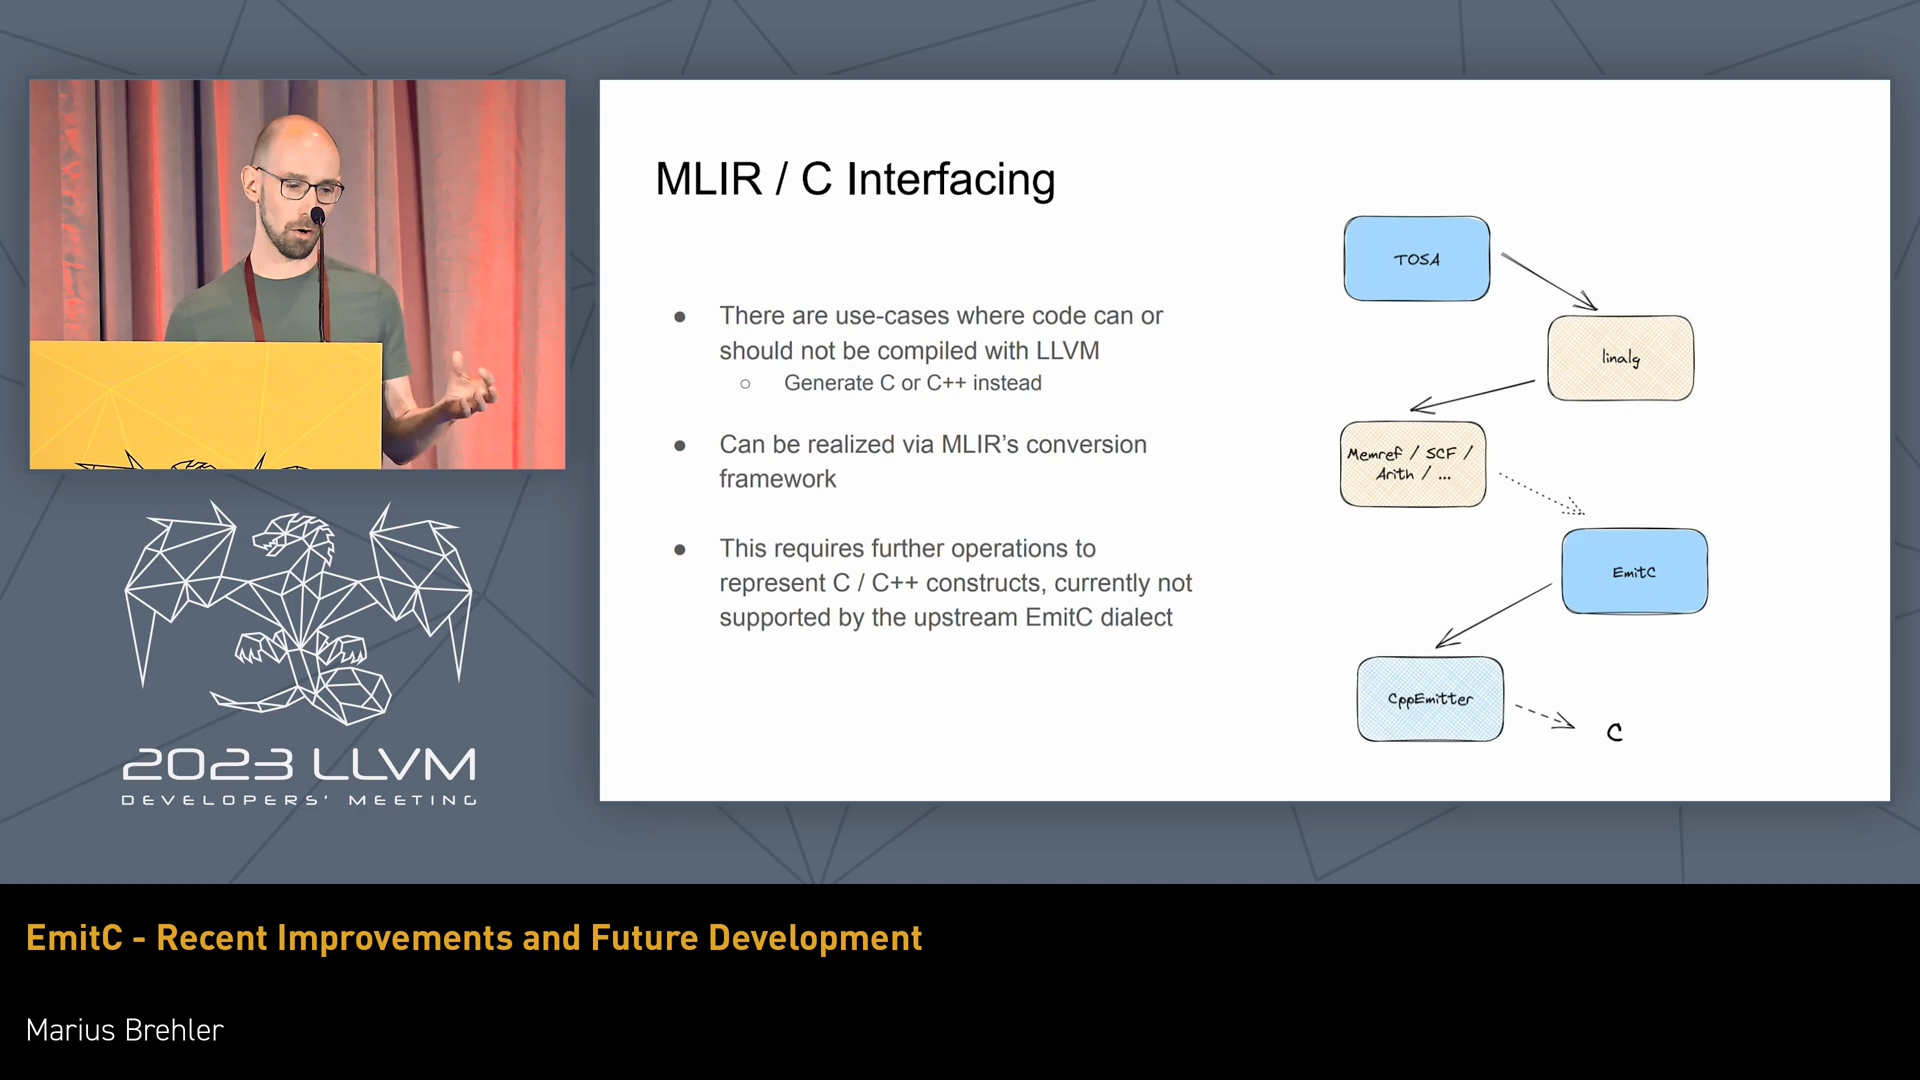 MLIR / C Interfacing
● There are use-cases where code can or
should not be compiled with LLVM
○ Generate C or C++ instead
● Can be realized via MLIR’s conversion
framework
● This requires further operations to
represent C / C++ constructs, currently not
supported by the upstream EmitC dialect
TOSA
linalg
Memref / SCF /
Arith / ...
EmitC
CppEmitter
C
2023 LLVM
DEVELOPERS' MEETING
EmitC - Recent Improvements and Future Development
Marius Brehler